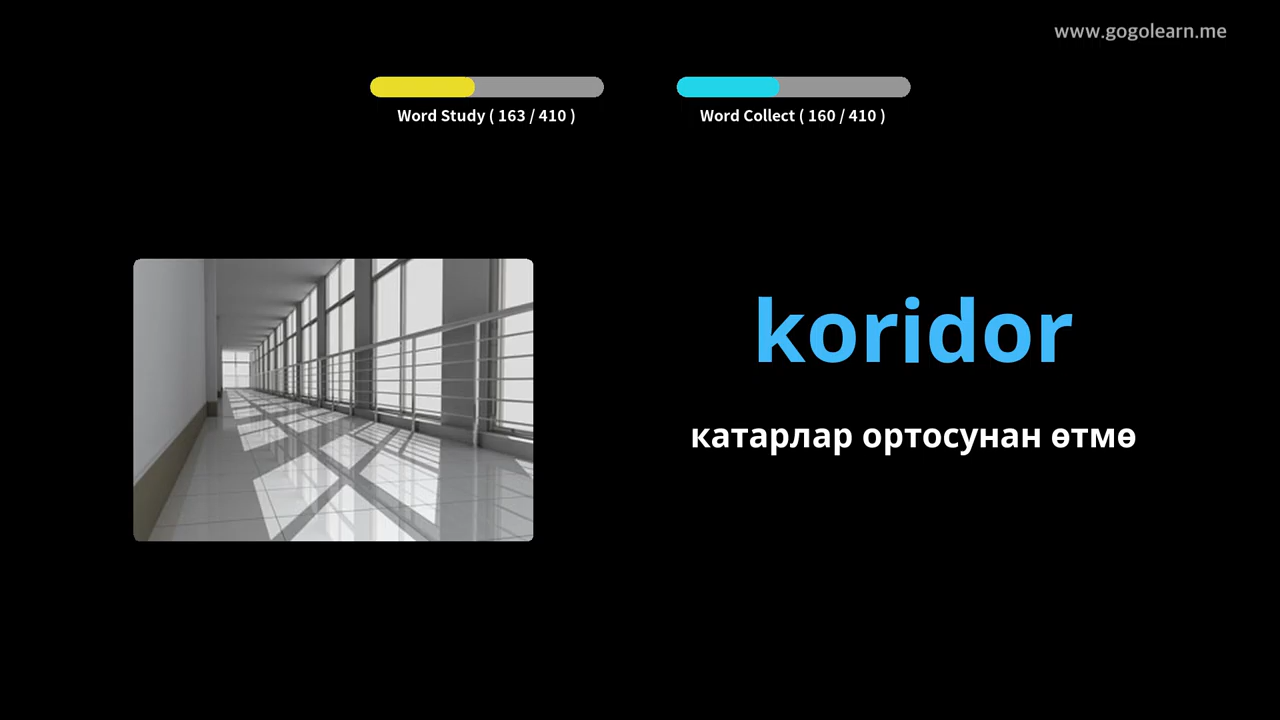 www.gogolearn.me
Word Study ( 163 / 410 )
Word Collect ( 160 / 410 )
koridor
катарлар ортосунан өтмө